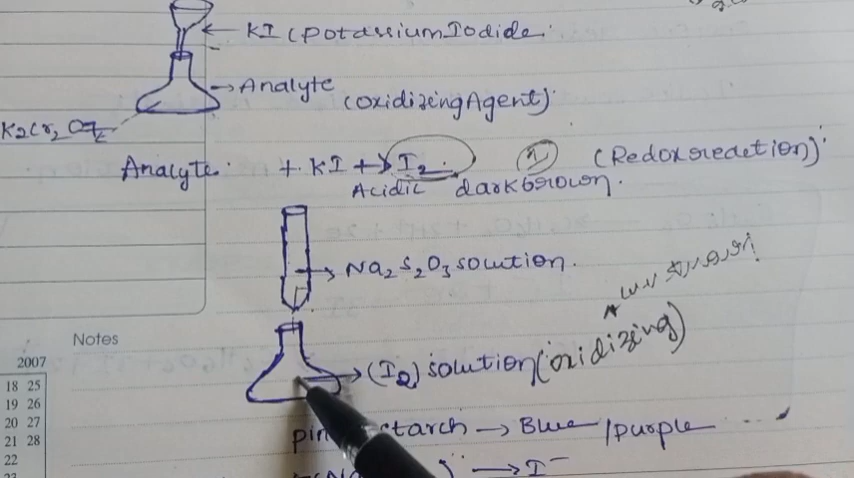 KI (Potassium Iodide.
→ Analyte
(oxidizing Agent).
K2Cr2O7
Analyte. + KI → I2. (1) (Redox reaction).
Acidic dark brown.
→ Na2S2O3 solution.
Notes
2007
→ (I2) solution (oxidizing)
18 25
19 26
20 27
21 28
22
starch → Blue / purple
→ I⁻